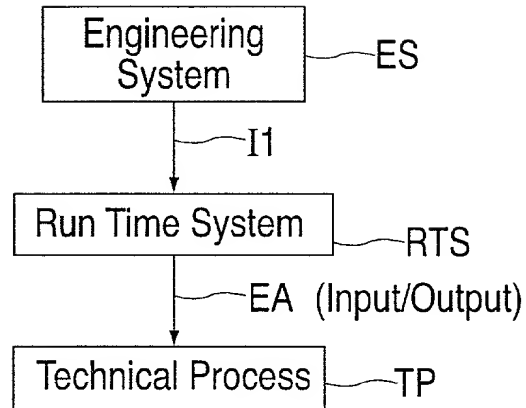 Engineering
System
ES
I1
Run Time System
RTS
EA (Input/Output)
Technical Process
TP